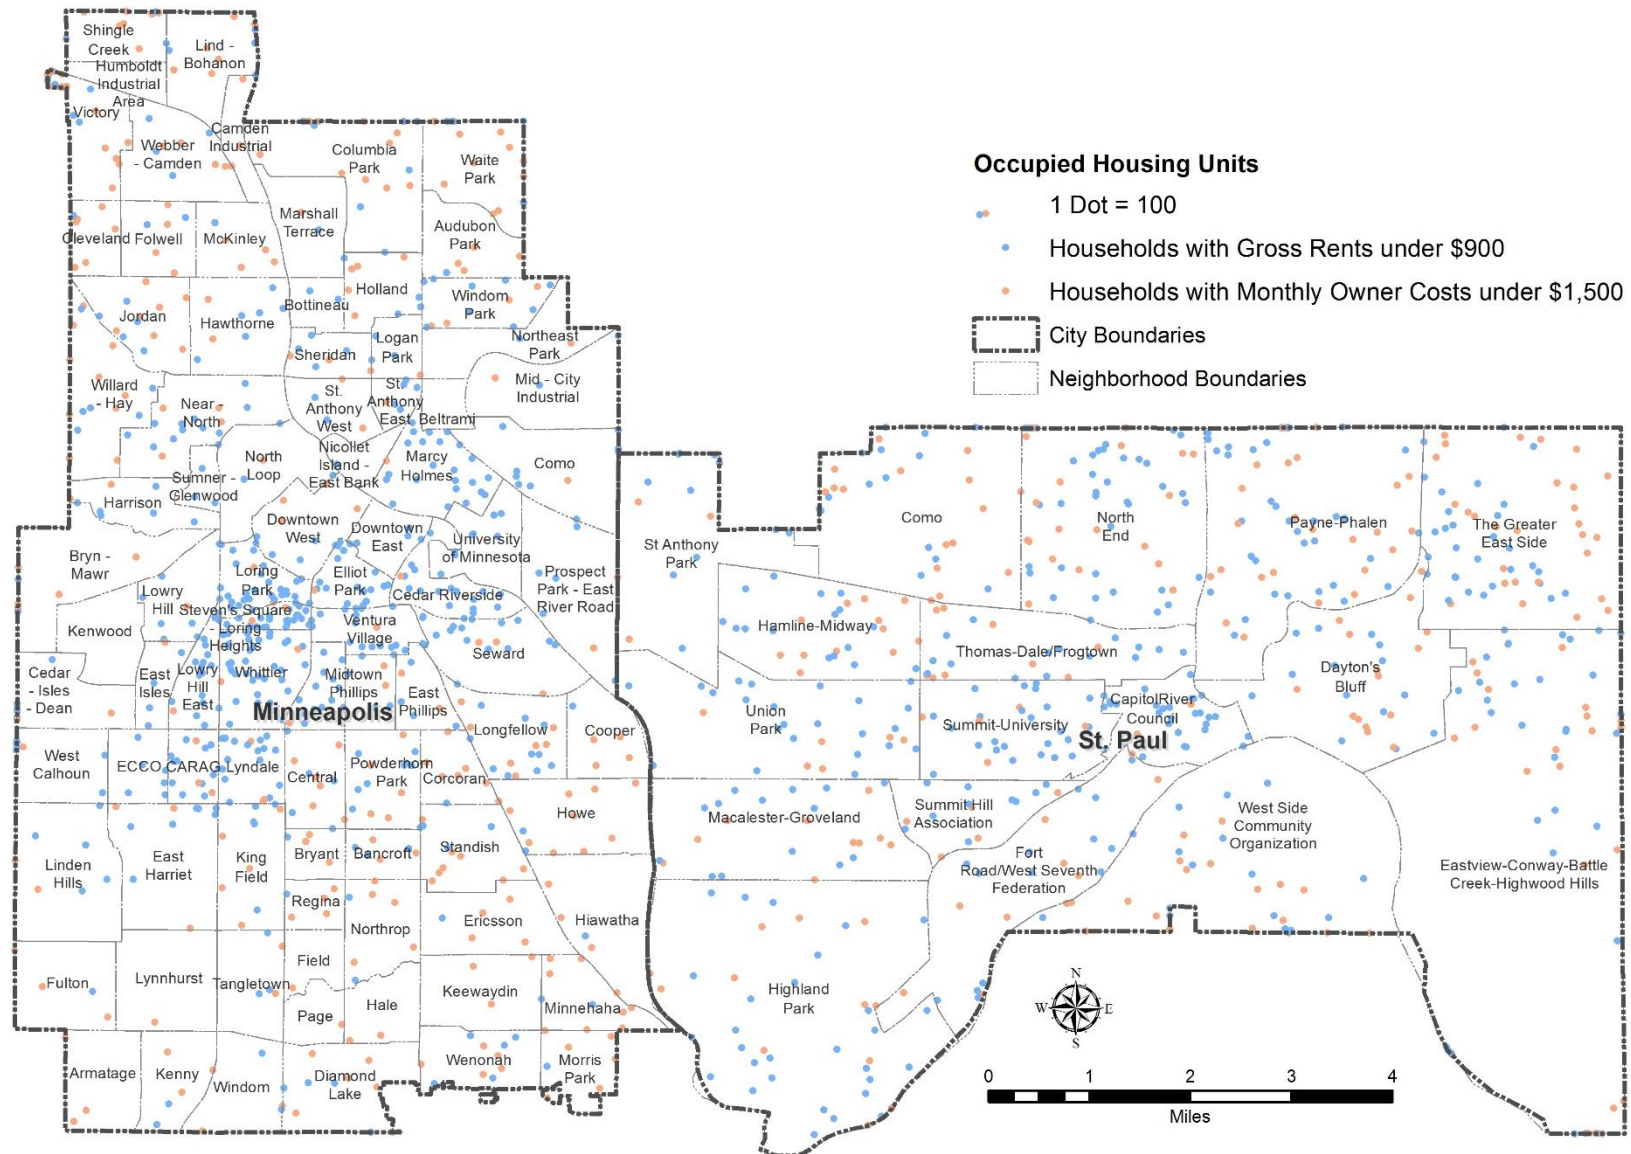 Shingle
Creek
Lind -
Bohanon
Humboldt
Industrial
Area
Victory
Webber
- Camden
Camden
Industrial
Columbia
Park
Waite
Park
Cleveland
Folwell
McKinley
Marshall
Terrace
Audubon
Park
Jordan
Hawthorne
Bottineau
Holland
Windom
Park
Sheridan
Logan
Park
Northeast
Park
Willard
- Hay
Near -
North
St.
Anthony
West
St.
Anthony
East
Beltrami
Mid - City
Industrial
North
Loop
Nicollet
Island -
East Bank
Marcy
Holmes
Como
Sumner -
Glenwood
Harrison
Downtown
West
Downtown
East
University
of Minnesota
Bryn -
Mawr
Loring
Park
Elliot
Park
Cedar Riverside
Prospect
Park - East
River Road
Lowry
Hill
Steven's Square
- Loring
Heights
Ventura
Village
Kenwood
Seward
Cedar
- Isles
- Dean
East
Isles
Lowry
Hill
East
Whittier
Midtown
Phillips
East
Phillips
Minneapolis
Longfellow
Cooper
West
Calhoun
ECCO
CARAG
Lyndale
Central
Powderhorn
Park
Corcoran
Howe
Linden
Hills
East
Harriet
King
Field
Bryant
Bancroft
Standish
Regina
Northrop
Ericsson
Hiawatha
Field
Fulton
Lynnhurst
Tangletown
Page
Hale
Keewaydin
Minnehaha
Armatage
Kenny
Windom
Diamond
Lake
Wenonah
Morris
Park
Occupied Housing Units
1 Dot = 100
Households with Gross Rents under $900
Households with Monthly Owner Costs under $1,500
City Boundaries
Neighborhood Boundaries
St Anthony
Park
Como
North
End
Payne-Phalen
The Greater
East Side
Hamline-Midway
Thomas-Dale/Frogtown
Dayton's
Bluff
Union
Park
Summit-University
CapitolRiver
Council
St. Paul
Macalester-Groveland
Summit Hill
Association
West Side
Community
Organization
Fort
Road/West Seventh
Federation
Eastview-Conway-Battle
Creek-Highwood Hills
Highland
Park
N
W
E
S
0 1 2 3 4
Miles